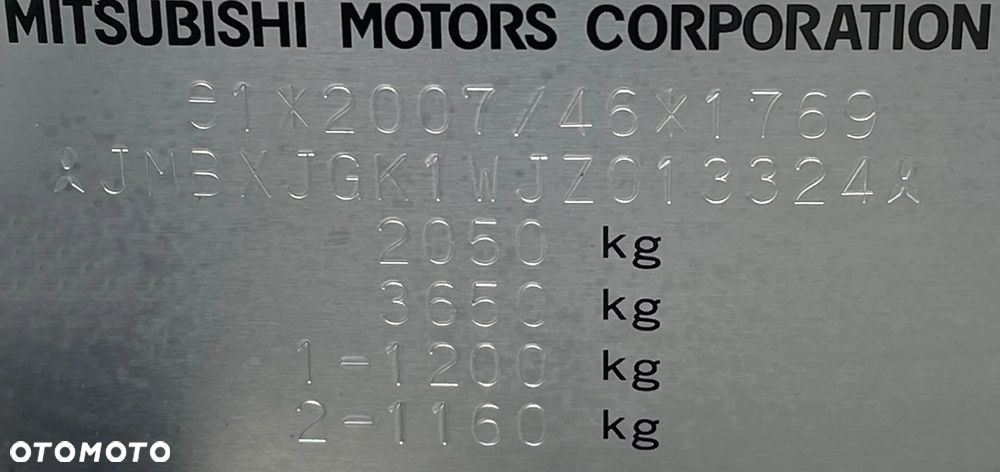 MITSUBISHI MOTORS CORPORATION
e1*2007/46*1769
JMBXJGK1WJZ013324
2050 kg
3650 kg
1-1200 kg
2-1160 kg
OTOMOTO